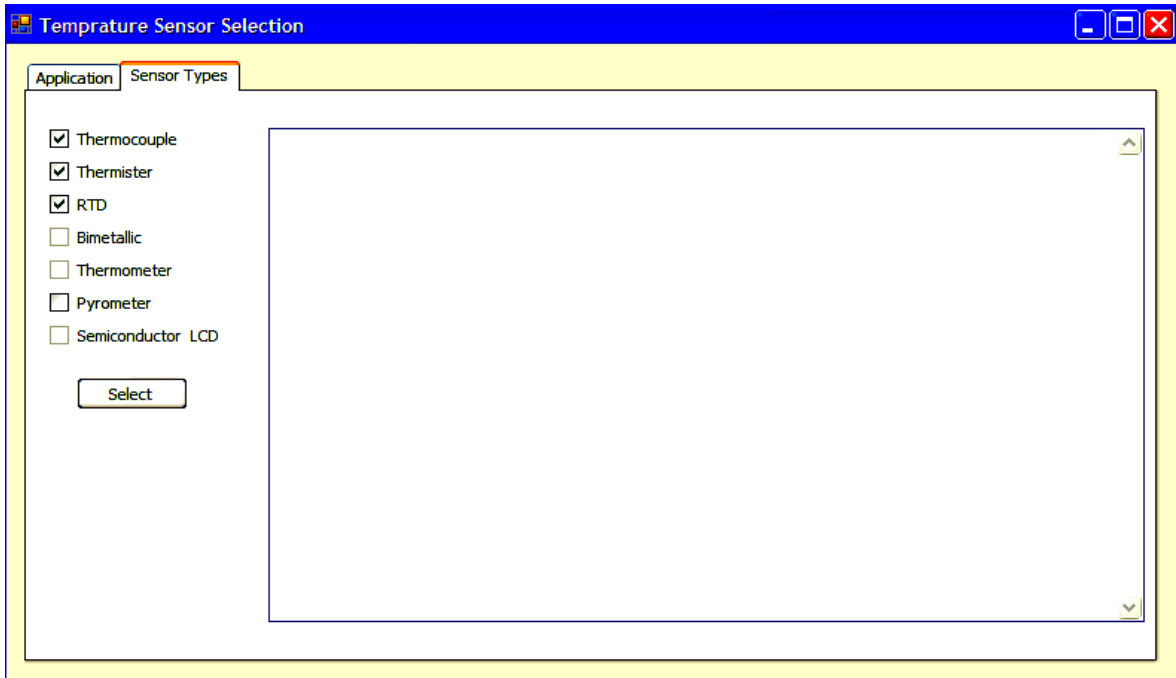 Temprature Sensor Selection
Application
Sensor Types
Thermocouple
Thermister
RTD
Bimetallic
Thermometer
Pyrometer
Semiconductor LCD
Select